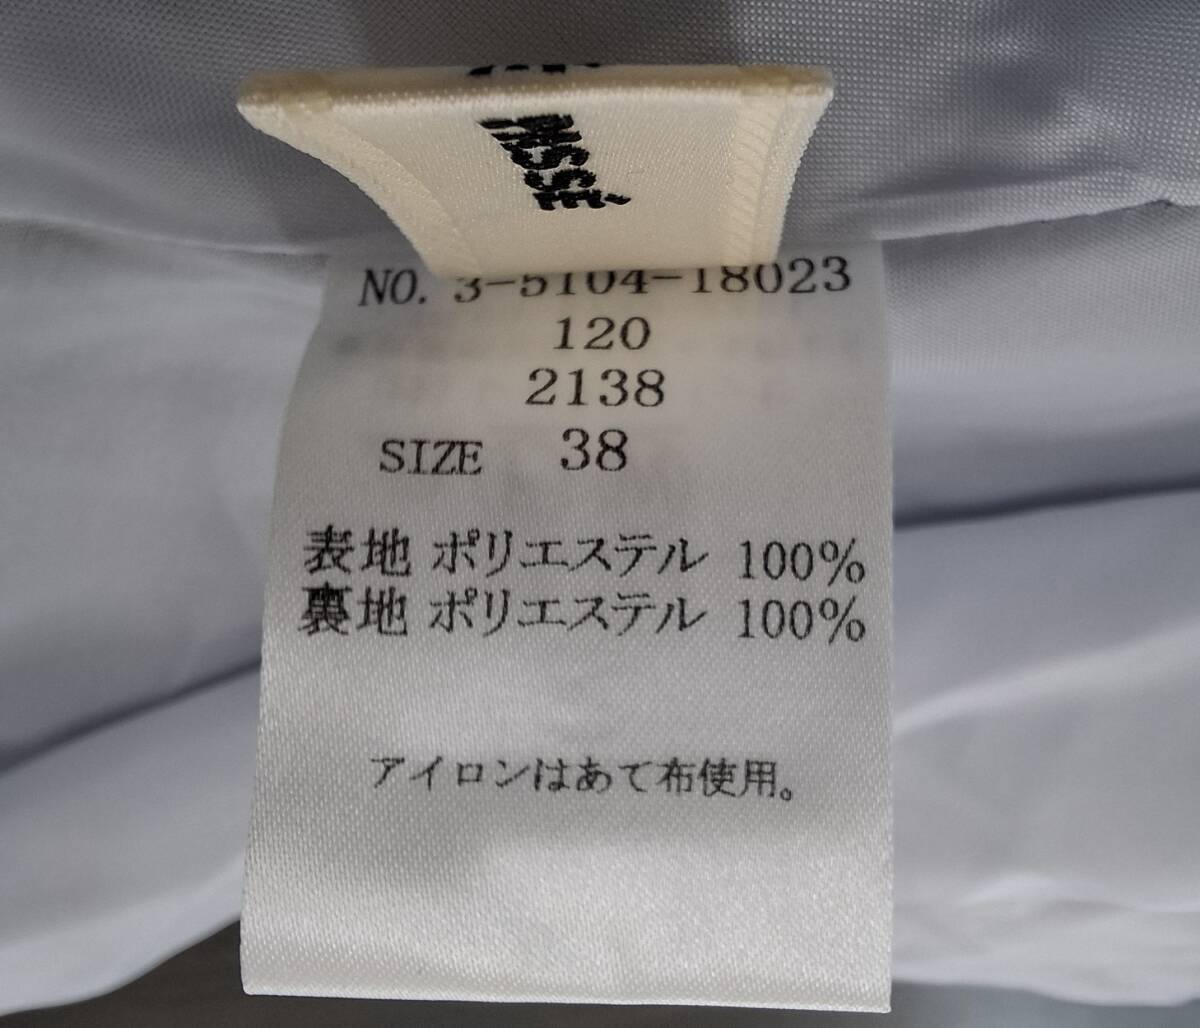 PASSÉ
NO. 3-5104-18023
120
2138
SIZE 38
表地 ポリエステル 100%
裏地 ポリエステル 100%
アイロンはあて布使用。